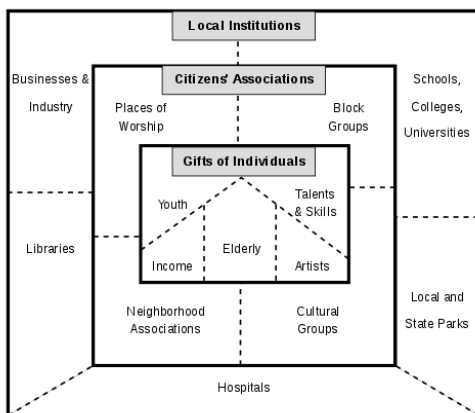 Local Institutions
Businesses &
Industry
Citizens' Associations
Schools,
Colleges,
Universities
Places of
Worship
Block
Groups
Gifts of Individuals
Youth
Talents
& Skills
Libraries
Elderly
Income
Artists
Neighborhood
Associations
Cultural
Groups
Local and
State Parks
Hospitals